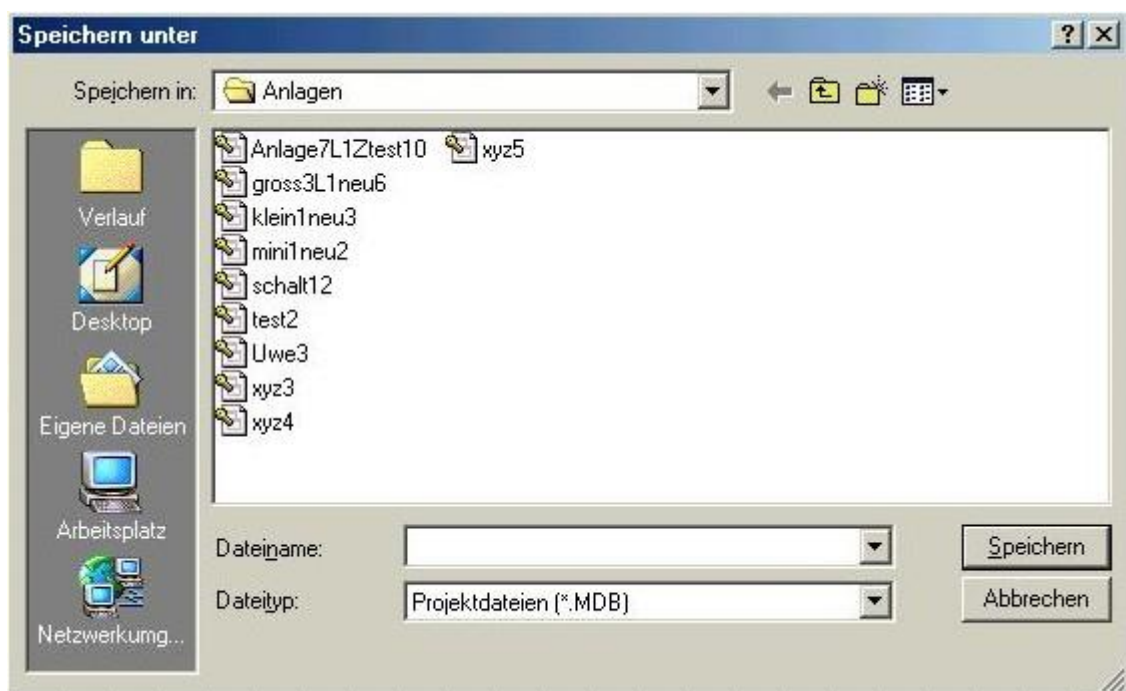 Speichern unter
Speichern in: Anlagen
Verlauf
Desktop
Eigene Dateien
Arbeitsplatz
Netzwerkumg...
Anlage7L1Ztest10
gross3L1neu6
klein1neu3
mini1neu2
schalt12
test2
Uwe3
xyz3
xyz4
xyz5
Dateiname:
Speichern
Dateityp: Projektdateien (*.MDB)
Abbrechen